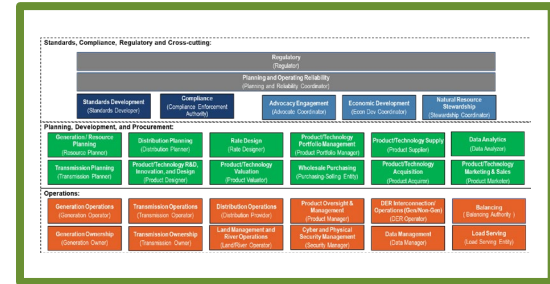 Standards, Compliance, Regulatory and Cross-cutting:
Regulatory
(Regulator)
Planning and Operating Reliability
(Planning and Reliability Coordinator)
Standards Development
(Standards Developer)
Compliance
(Compliance Enforcement
Authority)
Advocacy Engagement
(Advocate Coordinator)
Economic Development
(Econ Dev Coordinator)
Natural Resource
Stewardship
(Stewardship Coordinator)
Planning, Development, and Procurement:
Generation/ Resource
Planning
(Resource Planner)
Distribution Planning
(Distribution Planner)
Rate Design
(Rate Designer)
Product/Technology
Portfolio Management
(Product Portfolio Manager)
Product/Technology Supply
(Product Supplier)
Data Analytics
(Data Analyzer)
Transmission Planning
(Transmission Planner)
Product/Technology R&D,
Innovation, and Design
(Product Designer)
Product/Technology
Valuation
(Product Valuator)
Wholesale Purchasing
(Purchasing-Selling Entity)
Product/Technology
Acquisition
(Product Acquirer)
Product/Technology
Marketing & Sales
(Product Marketor)
Operations:
Generation Operations
(Generation Operator)
Transmission Operations
(Transmission Operator)
Distribution Operations
(Distribution Provider)
Product Oversight &
Management
(Product Manager)
DER Interconnection/
Operations (Gen/Non-Gen)
(DER Operator)
Balancing
( Balancing Authority )
Generation Ownership
(Generation Owner)
Transmission Ownership
(Transmission Owner)
Land Management and
River Operations
(Land/River Operator)
Cyber and Physical
Security Management
(Security Manager)
Data Management
(Data Manager)
Load Serving
(Load Serving Entity)